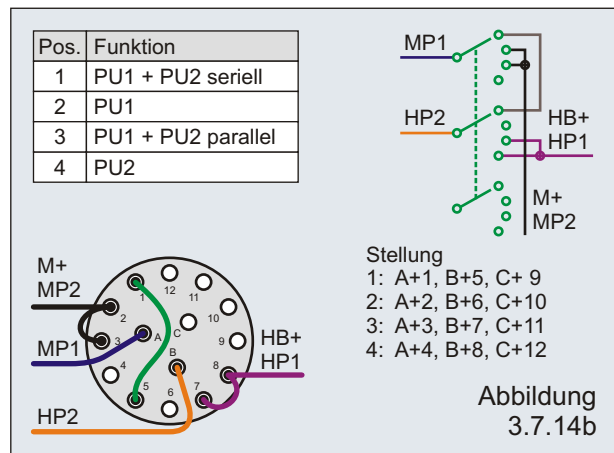 Pos. Funktion
1 PU1 + PU2 seriell
2 PU1
3 PU1 + PU2 parallel
4 PU2
MP1
HP2
HB+
HP1
M+
MP2
Stellung
1: A+1, B+5, C+ 9
2: A+2, B+6, C+10
3: A+3, B+7, C+11
4: A+4, B+8, C+12
M+
MP2
MP1
HP2
HB+
HP1
12
1
11
2
10
C
3
A
9
B
4
8
5
7
6
Abbildung
3.7.14b